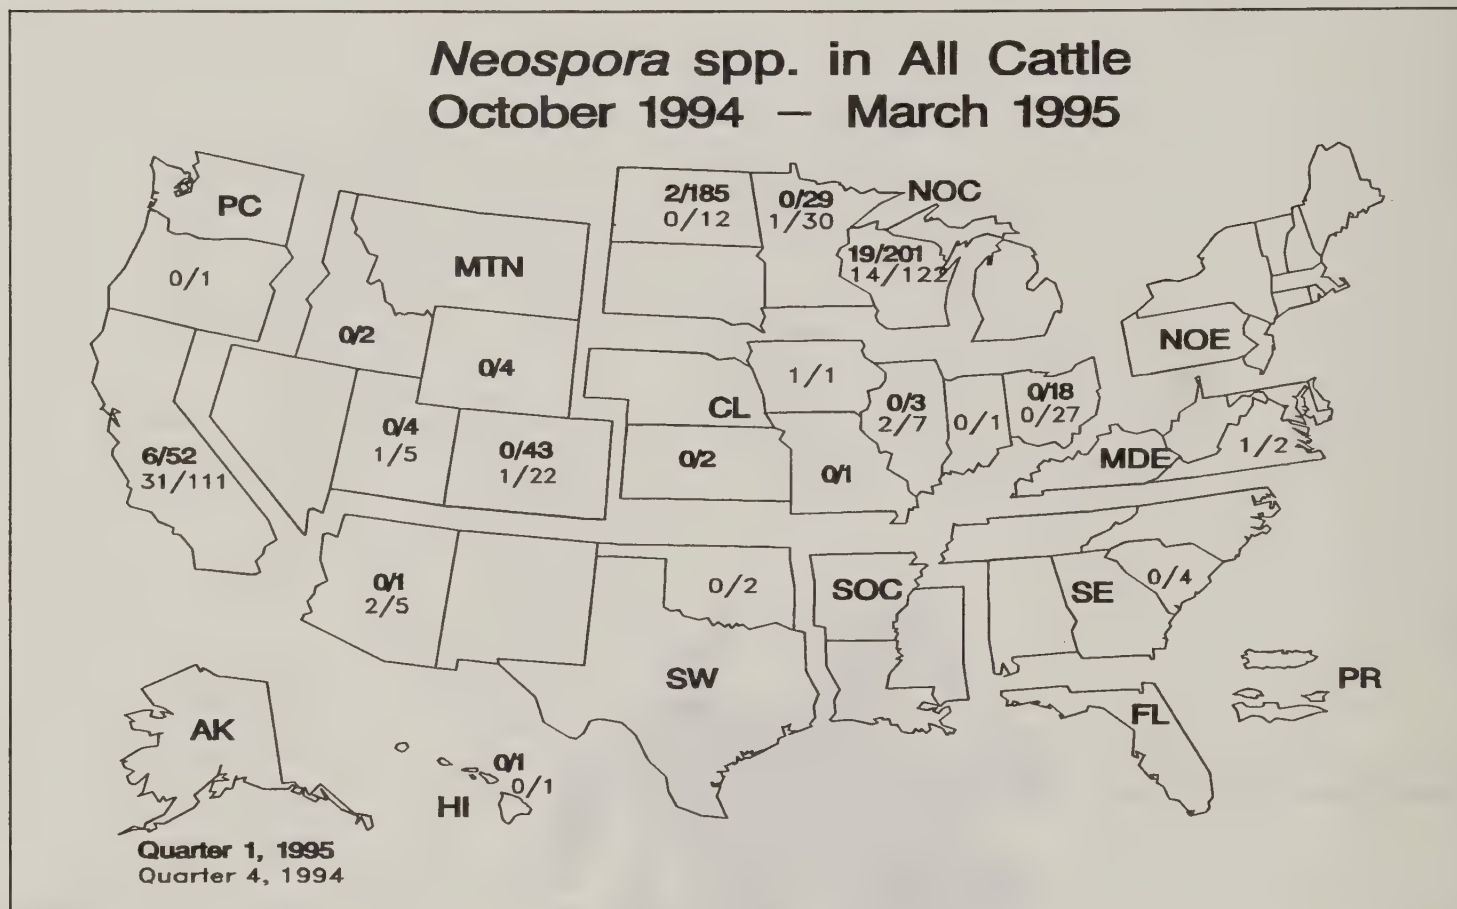 Neospora spp. in All Cattle
October 1994 – March 1995
PC
0/1
6/52
31/111
MTN
0/2
0/4
0/4
1/5
0/43
1/22
2/185
0/12
0/29
1/30
NOC
19/201
14/122
CL
0/2
1/1
0/1
0/3
2/7
0/1
0/18
0/27
NOE
MDE
1/2
0/1
2/5
0/2
SW
SOC
SE
0/4
FL
PR
AK
HI
0/1
0/1
Quarter 1, 1995
Quarter 4, 1994